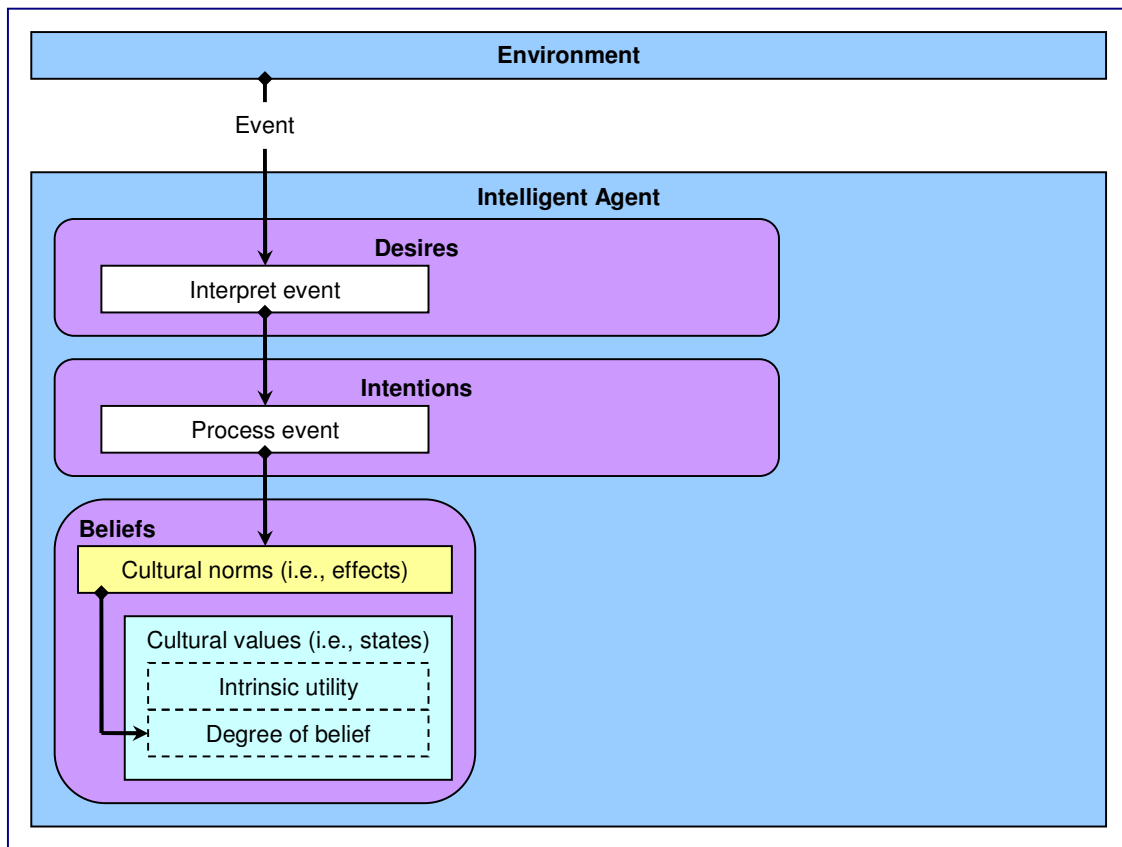 Environment
Event
Intelligent Agent
Desires
Interpret event
Intentions
Process event
Beliefs
Cultural norms (i.e., effects)
Cultural values (i.e., states)
Intrinsic utility
Degree of belief